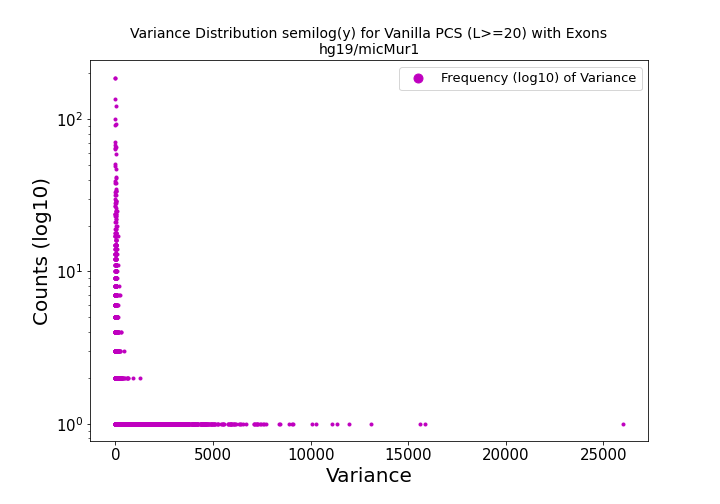 Variance Distribution semilog(y) for Vanilla PCS (L>=20) with Exons
hg19/micMur1
Frequency (log10) of Variance
Counts (log10)
10²
10¹
10⁰
0 5000 10000 15000 20000 25000
Variance